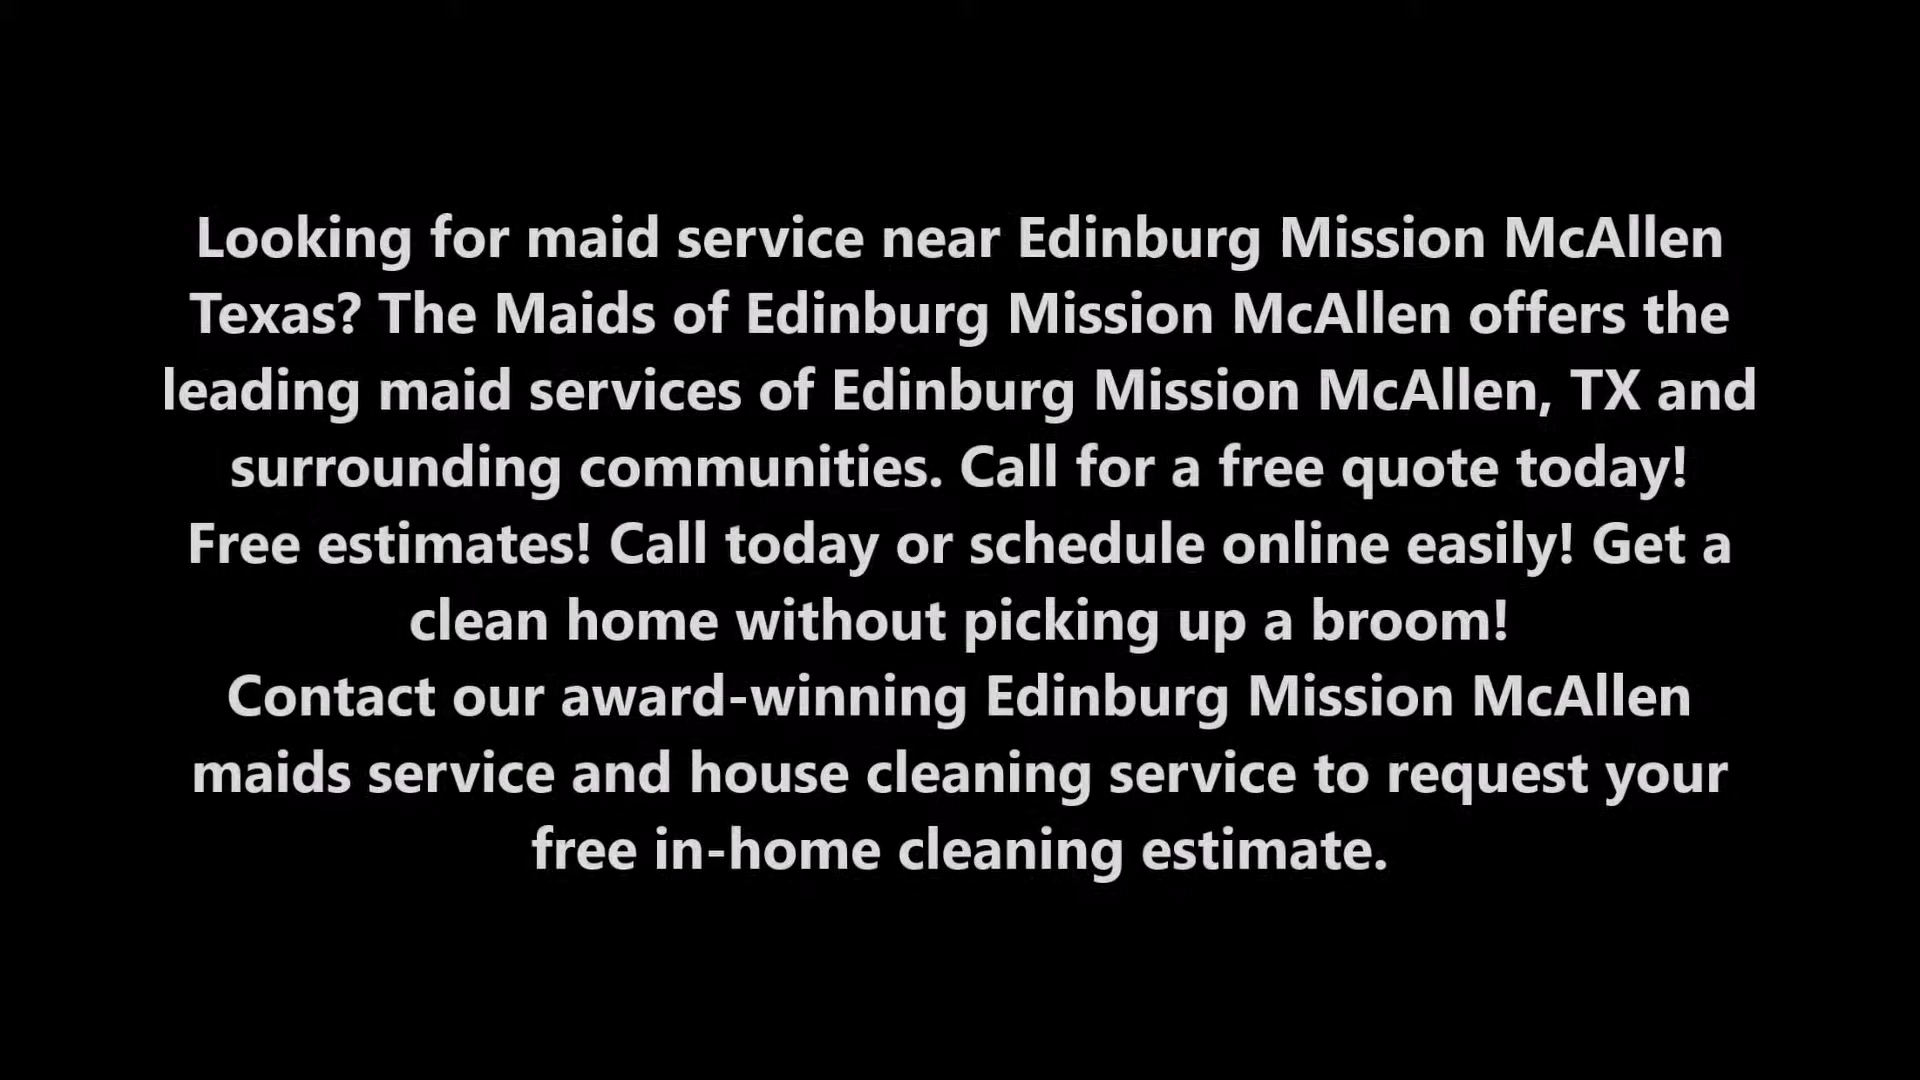 Looking for maid service near Edinburg Mission McAllen
Texas? The Maids of Edinburg Mission McAllen offers the
leading maid services of Edinburg Mission McAllen, TX and
surrounding communities. Call for a free quote today!
Free estimates! Call today or schedule online easily! Get a
clean home without picking up a broom!
Contact our award-winning Edinburg Mission McAllen
maids service and house cleaning service to request your
free in-home cleaning estimate.